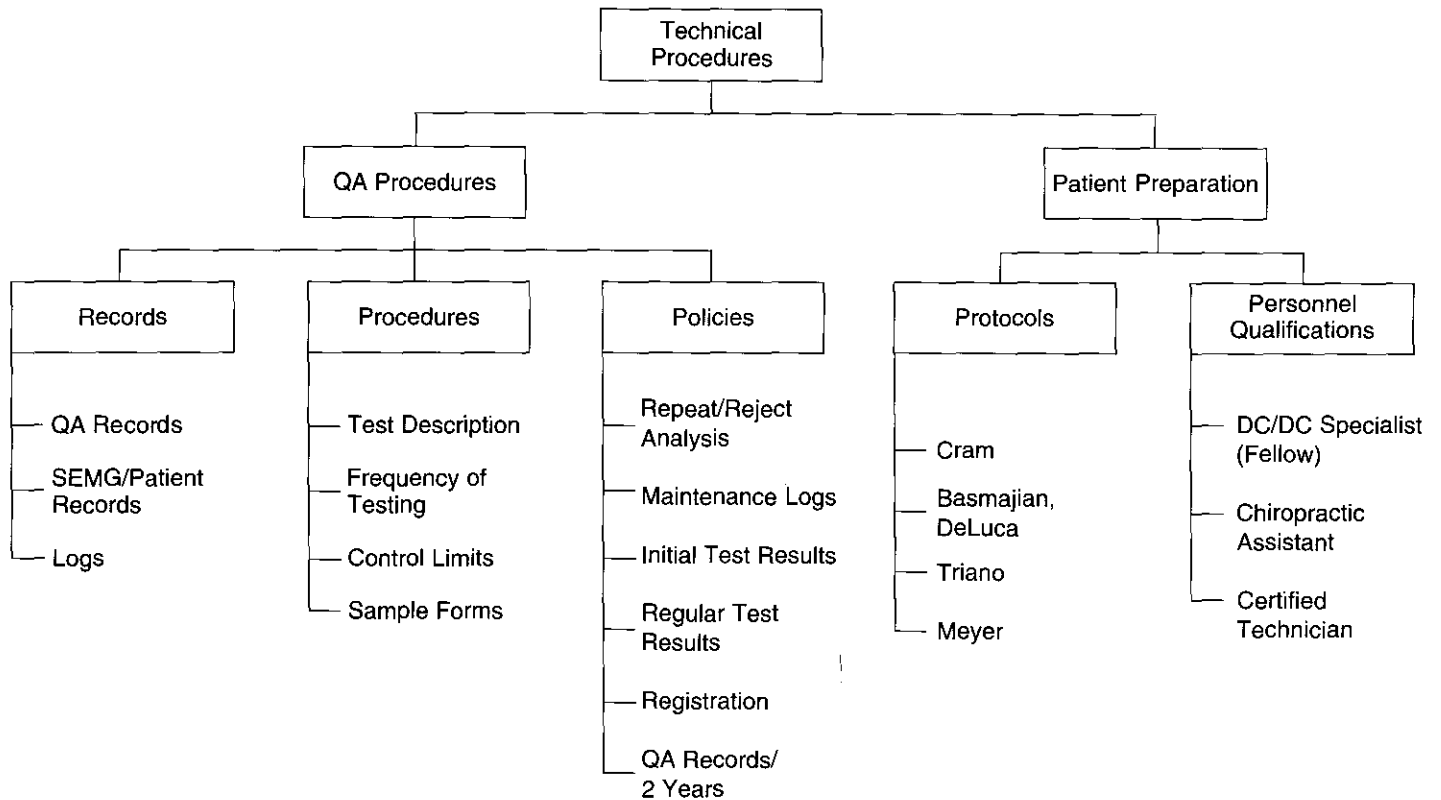 Technical
Procedures
QA Procedures
Patient Preparation
Records
Procedures
Policies
Protocols
Personnel
Qualifications
QA Records
SEMG/Patient
Records
Logs
Test Description
Frequency of
Testing
Control Limits
Sample Forms
Repeat/Reject
Analysis
Maintenance Logs
Initial Test Results
Regular Test
Results
Registration
QA Records/
2 Years
Cram
Basmajian,
DeLuca
Triano
Meyer
DC/DC Specialist
(Fellow)
Chiropractic
Assistant
Certified
Technician